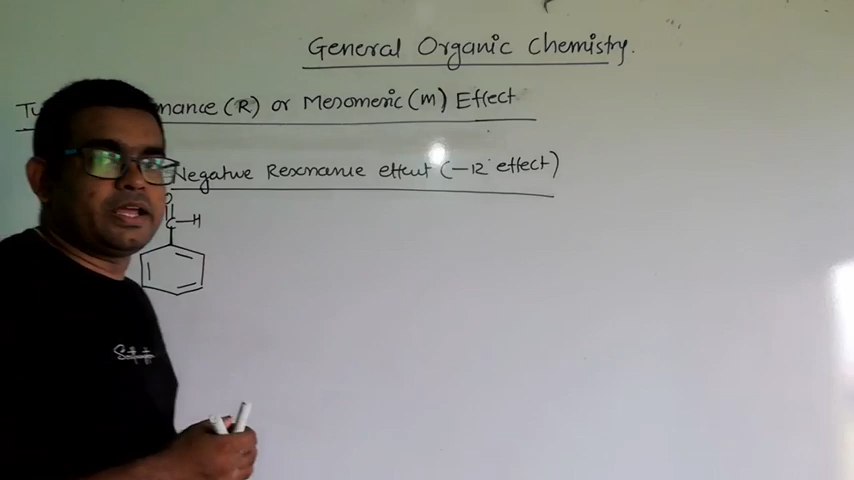 General Organic Chemistry.
mance (R) or Mesomeric (M) Effect
Negative Resonance effect (-R effect)
O
C-H